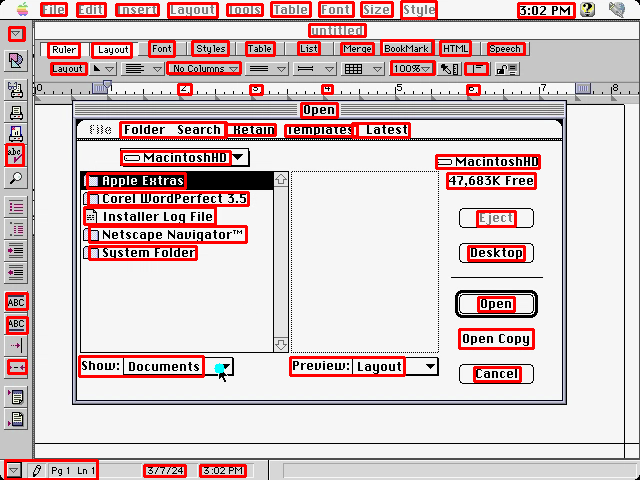 File Edit Insert Layout Tools Table Font Size Style 3:02 PM
untitled
Ruler Layout Font Styles Table List Merge BookMark HTML Speech
Layout No Columns 100%
0 1 2 3 4 5 6 7 8
Open
File Folder Search Retain Templates Latest
MacintoshHD
MacintoshHD
47,683K Free
Apple Extras
Corel WordPerfect 3.5
Installer Log File
Netscape Navigator™
System Folder
Eject
Desktop
Open
Open Copy
Cancel
Show: Documents
Preview: Layout
abc
ABC
ABC
Pg 1 Ln 1 3/7/24 3:02 PM